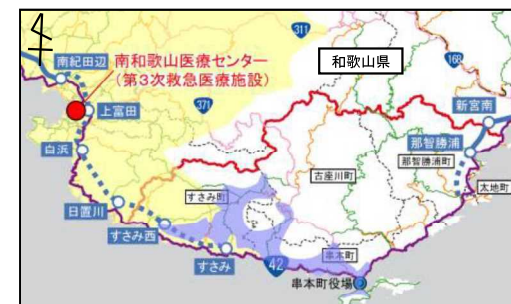 311
和歌山県
168
南紀田辺
南和歌山医療センター
(第3次救急医療施設)
371
新宮南
上富田
那智勝浦
白浜
那智勝浦町
古座川町
太地町
すさみ町
日置川
すさみ西
すさみ
42
串本町
串本町役場